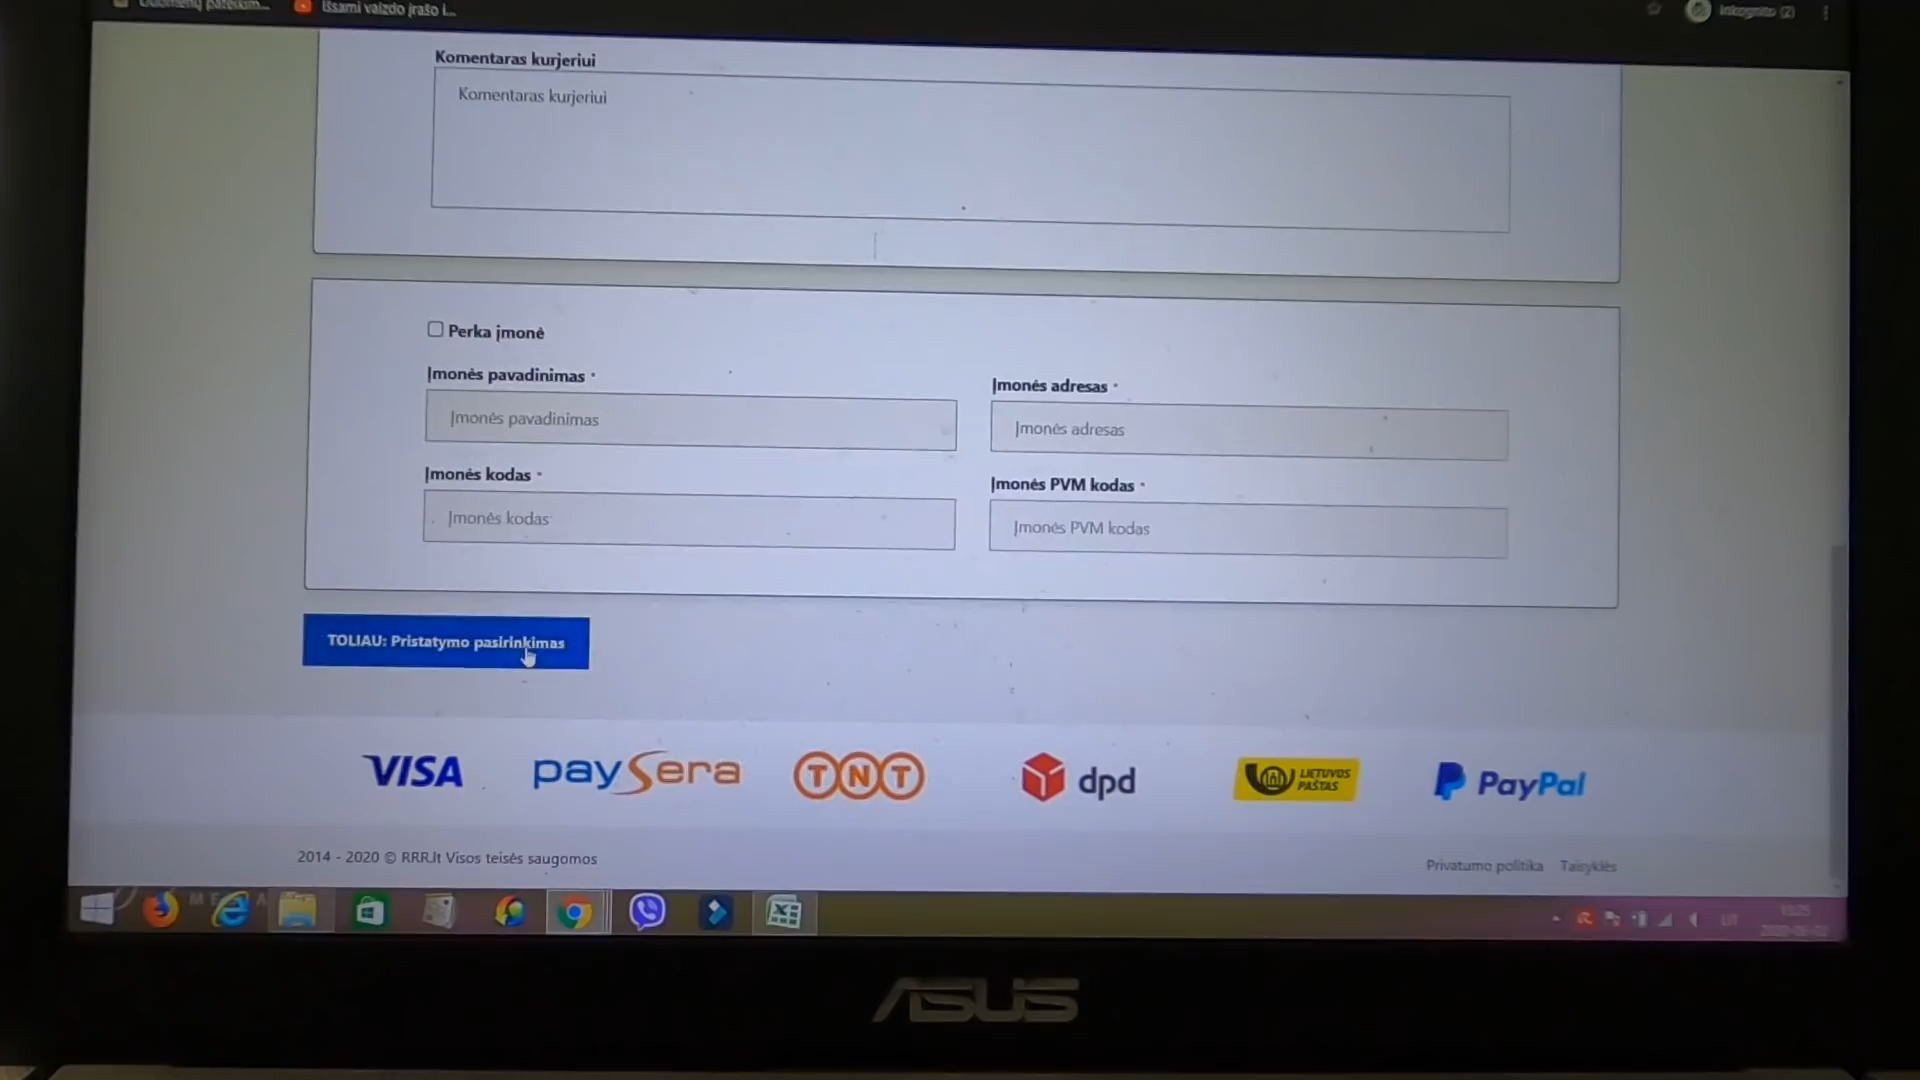 Išsami vaizdo įrašo i...
Inkognito (2)
Komentaras kurjeriui
Komentaras kurjeriui
Perka įmonė
Įmonės pavadinimas *
Įmonės adresas *
Įmonės pavadinimas
Įmonės adresas
Įmonės kodas *
Įmonės PVM kodas *
Įmonės kodas
Įmonės PVM kodas
TOLIAU: Pristatymo pasirinkimas
VISA
paysera
TNT
dpd
LIETUVOS
PAŠTAS
PayPal
2014 - 2020 © RRR.lt Visos teisės saugomos
Privatumo politika
Taisyklės
ASUS